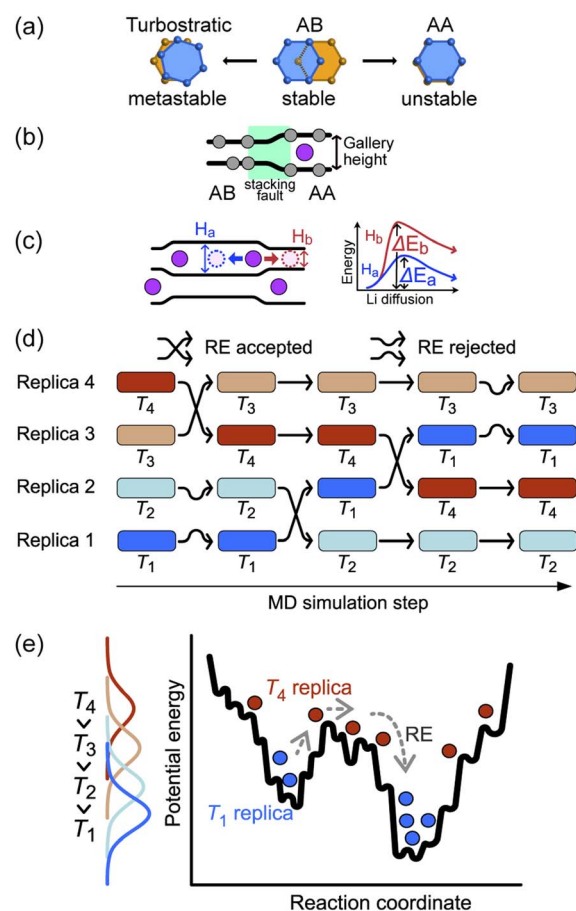 (a)
Turbostratic AB AA
metastable stable unstable
(b)
Gallery
height
AB stacking
fault AA
(c)
Ha Hb
Energy
Hb
Ha
ΔEb
ΔEa
Li diffusion
(d)
RE accepted RE rejected
Replica 4
T4 T3 T3 T3 T3
Replica 3
T3 T4 T4 T1 T1
Replica 2
T2 T2 T1 T4 T4
Replica 1
T1 T1 T2 T2 T2
MD simulation step
(e)
T4
T3
T2
T1
Potential energy
T4 replica
RE
T1 replica
Reaction coordinate